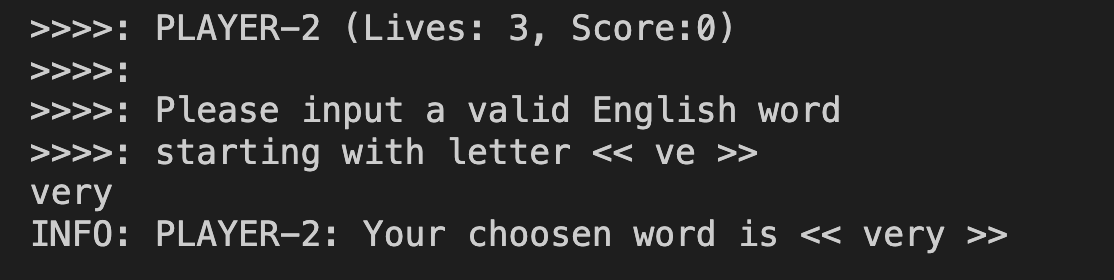 >>>>: PLAYER-2 (Lives: 3, Score:0)
>>>>:
>>>>: Please input a valid English word
>>>>: starting with letter << ve >>
very
INFO: PLAYER-2: Your choosen word is << very >>